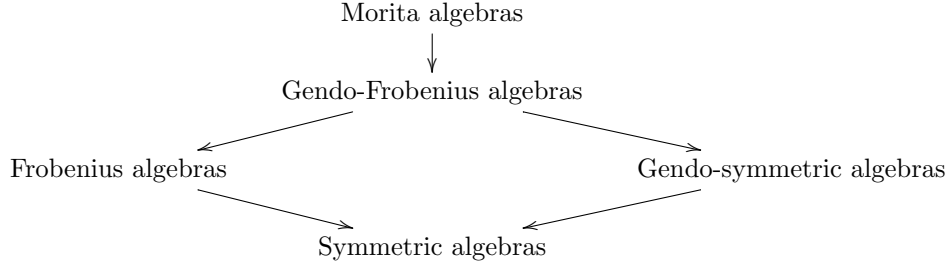 Morita algebras
Gendo-Frobenius algebras
Frobenius algebras
Gendo-symmetric algebras
Symmetric algebras